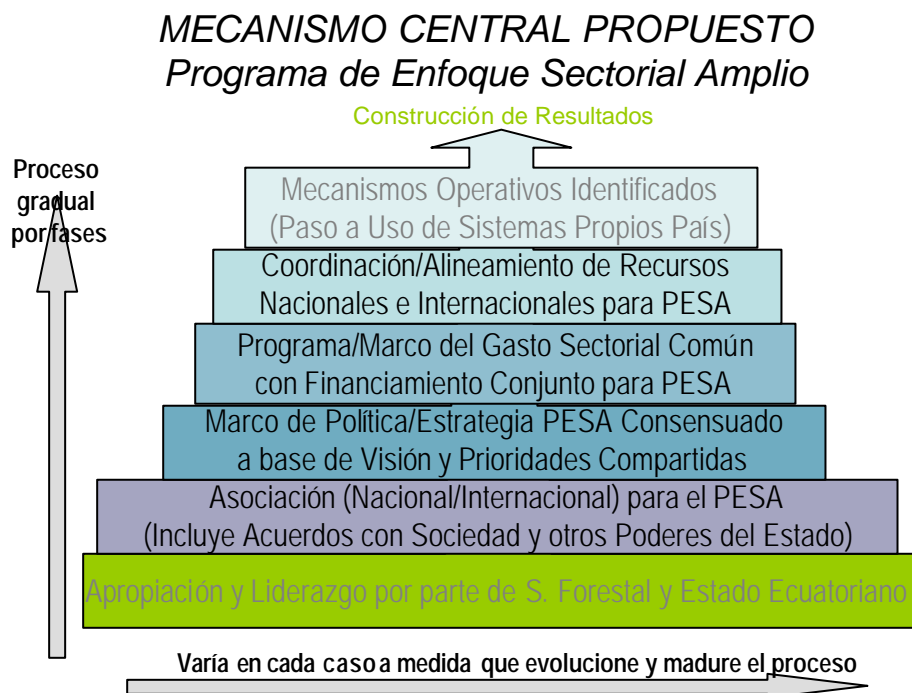 MECANISMO CENTRAL PROPUESTO
Programa de Enfoque Sectorial Amplio
Construcción de Resultados
Proceso
gradual
por fases
Mecanismos Operativos Identificados
(Paso a Uso de Sistemas Propios País)
Coordinación/Alineamiento de Recursos
Nacionales e Internacionales para PESA
Programa/Marco del Gasto Sectorial Común
con Financiamiento Conjunto para PESA
Marco de Política/Estrategia PESA Consensuado
a base de Visión y Prioridades Compartidas
Asociación (Nacional/Internacional) para el PESA
(Incluye Acuerdos con Sociedad y otros Poderes del Estado)
Apropiación y Liderazgo por parte de S. Forestal y Estado Ecuatoriano
Varía en cada caso a medida que evolucione y madure el proceso